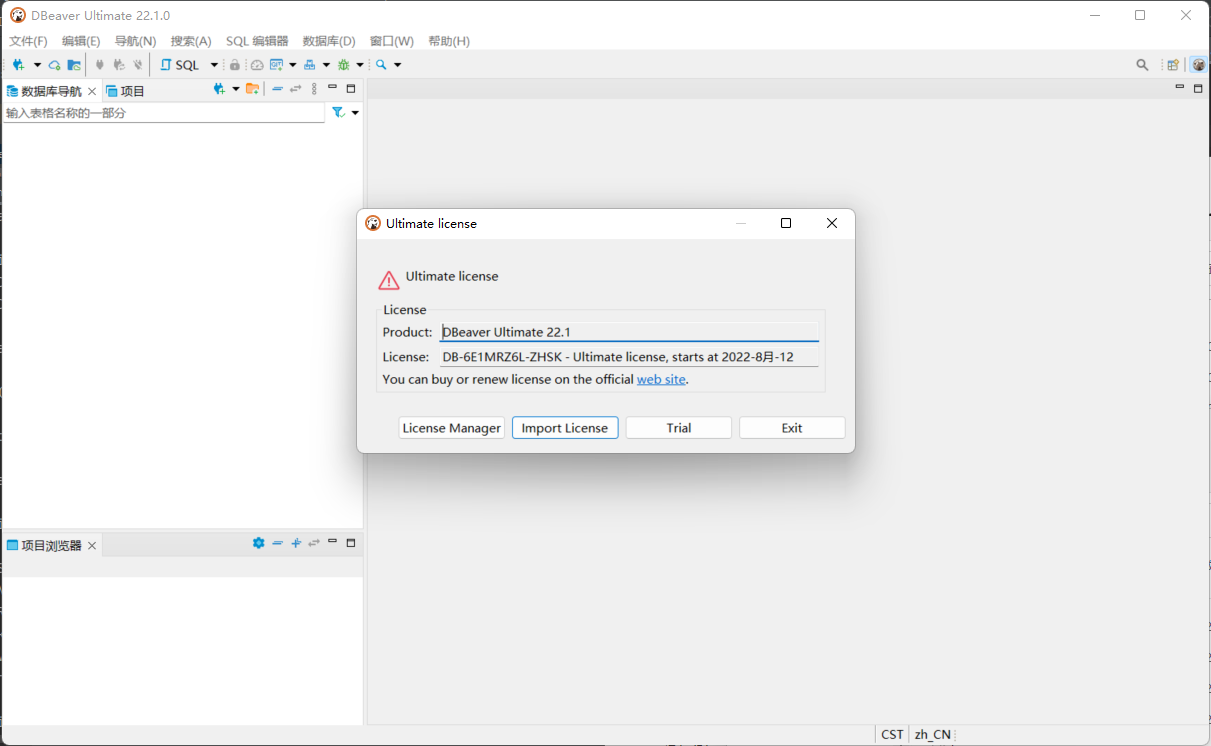 DBeaver Ultimate 22.1.0
文件(F) 编辑(E) 导航(N) 搜索(A) SQL 编辑器 数据库(D) 窗口(W) 帮助(H)
SQL
数据库导航 项目
输入表格名称的一部分
Ultimate license
Ultimate license
License
Product: DBeaver Ultimate 22.1
License: DB-6E1MRZ6L-ZHSK - Ultimate license, starts at 2022-8月-12
You can buy or renew license on the official web site.
License Manager Import License Trial Exit
项目浏览器
CST zh_CN